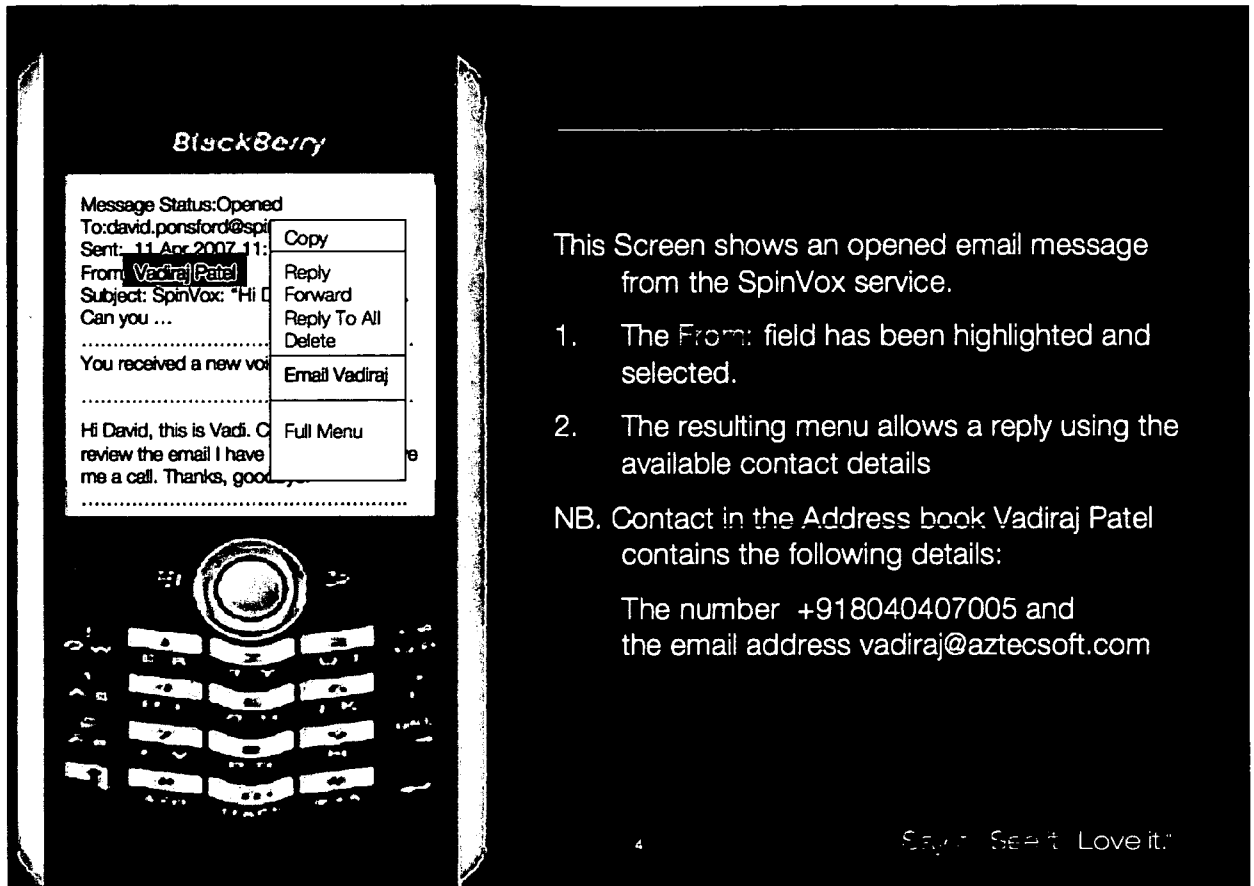 BlackBerry
Message Status:Opened
To:david.ponsford@spi
Sent: 11 Apr 2007 11:
From: Vadiraj Patel
Subject: SpinVox: "Hi D
Can you ...
You received a new voi
Hi David, this is Vadi. C
review the email I have
me a call. Thanks, good
Copy
Reply
Forward
Reply To All
Delete
Email Vadiraj
Full Menu
This Screen shows an opened email message
from the SpinVox service.
1. The From: field has been highlighted and
selected.
2. The resulting menu allows a reply using the
available contact details
NB. Contact in the Address book Vadiraj Patel
contains the following details:
The number +918040407005 and
the email address vadiraj@aztecsoft.com
4
See it. Love it.